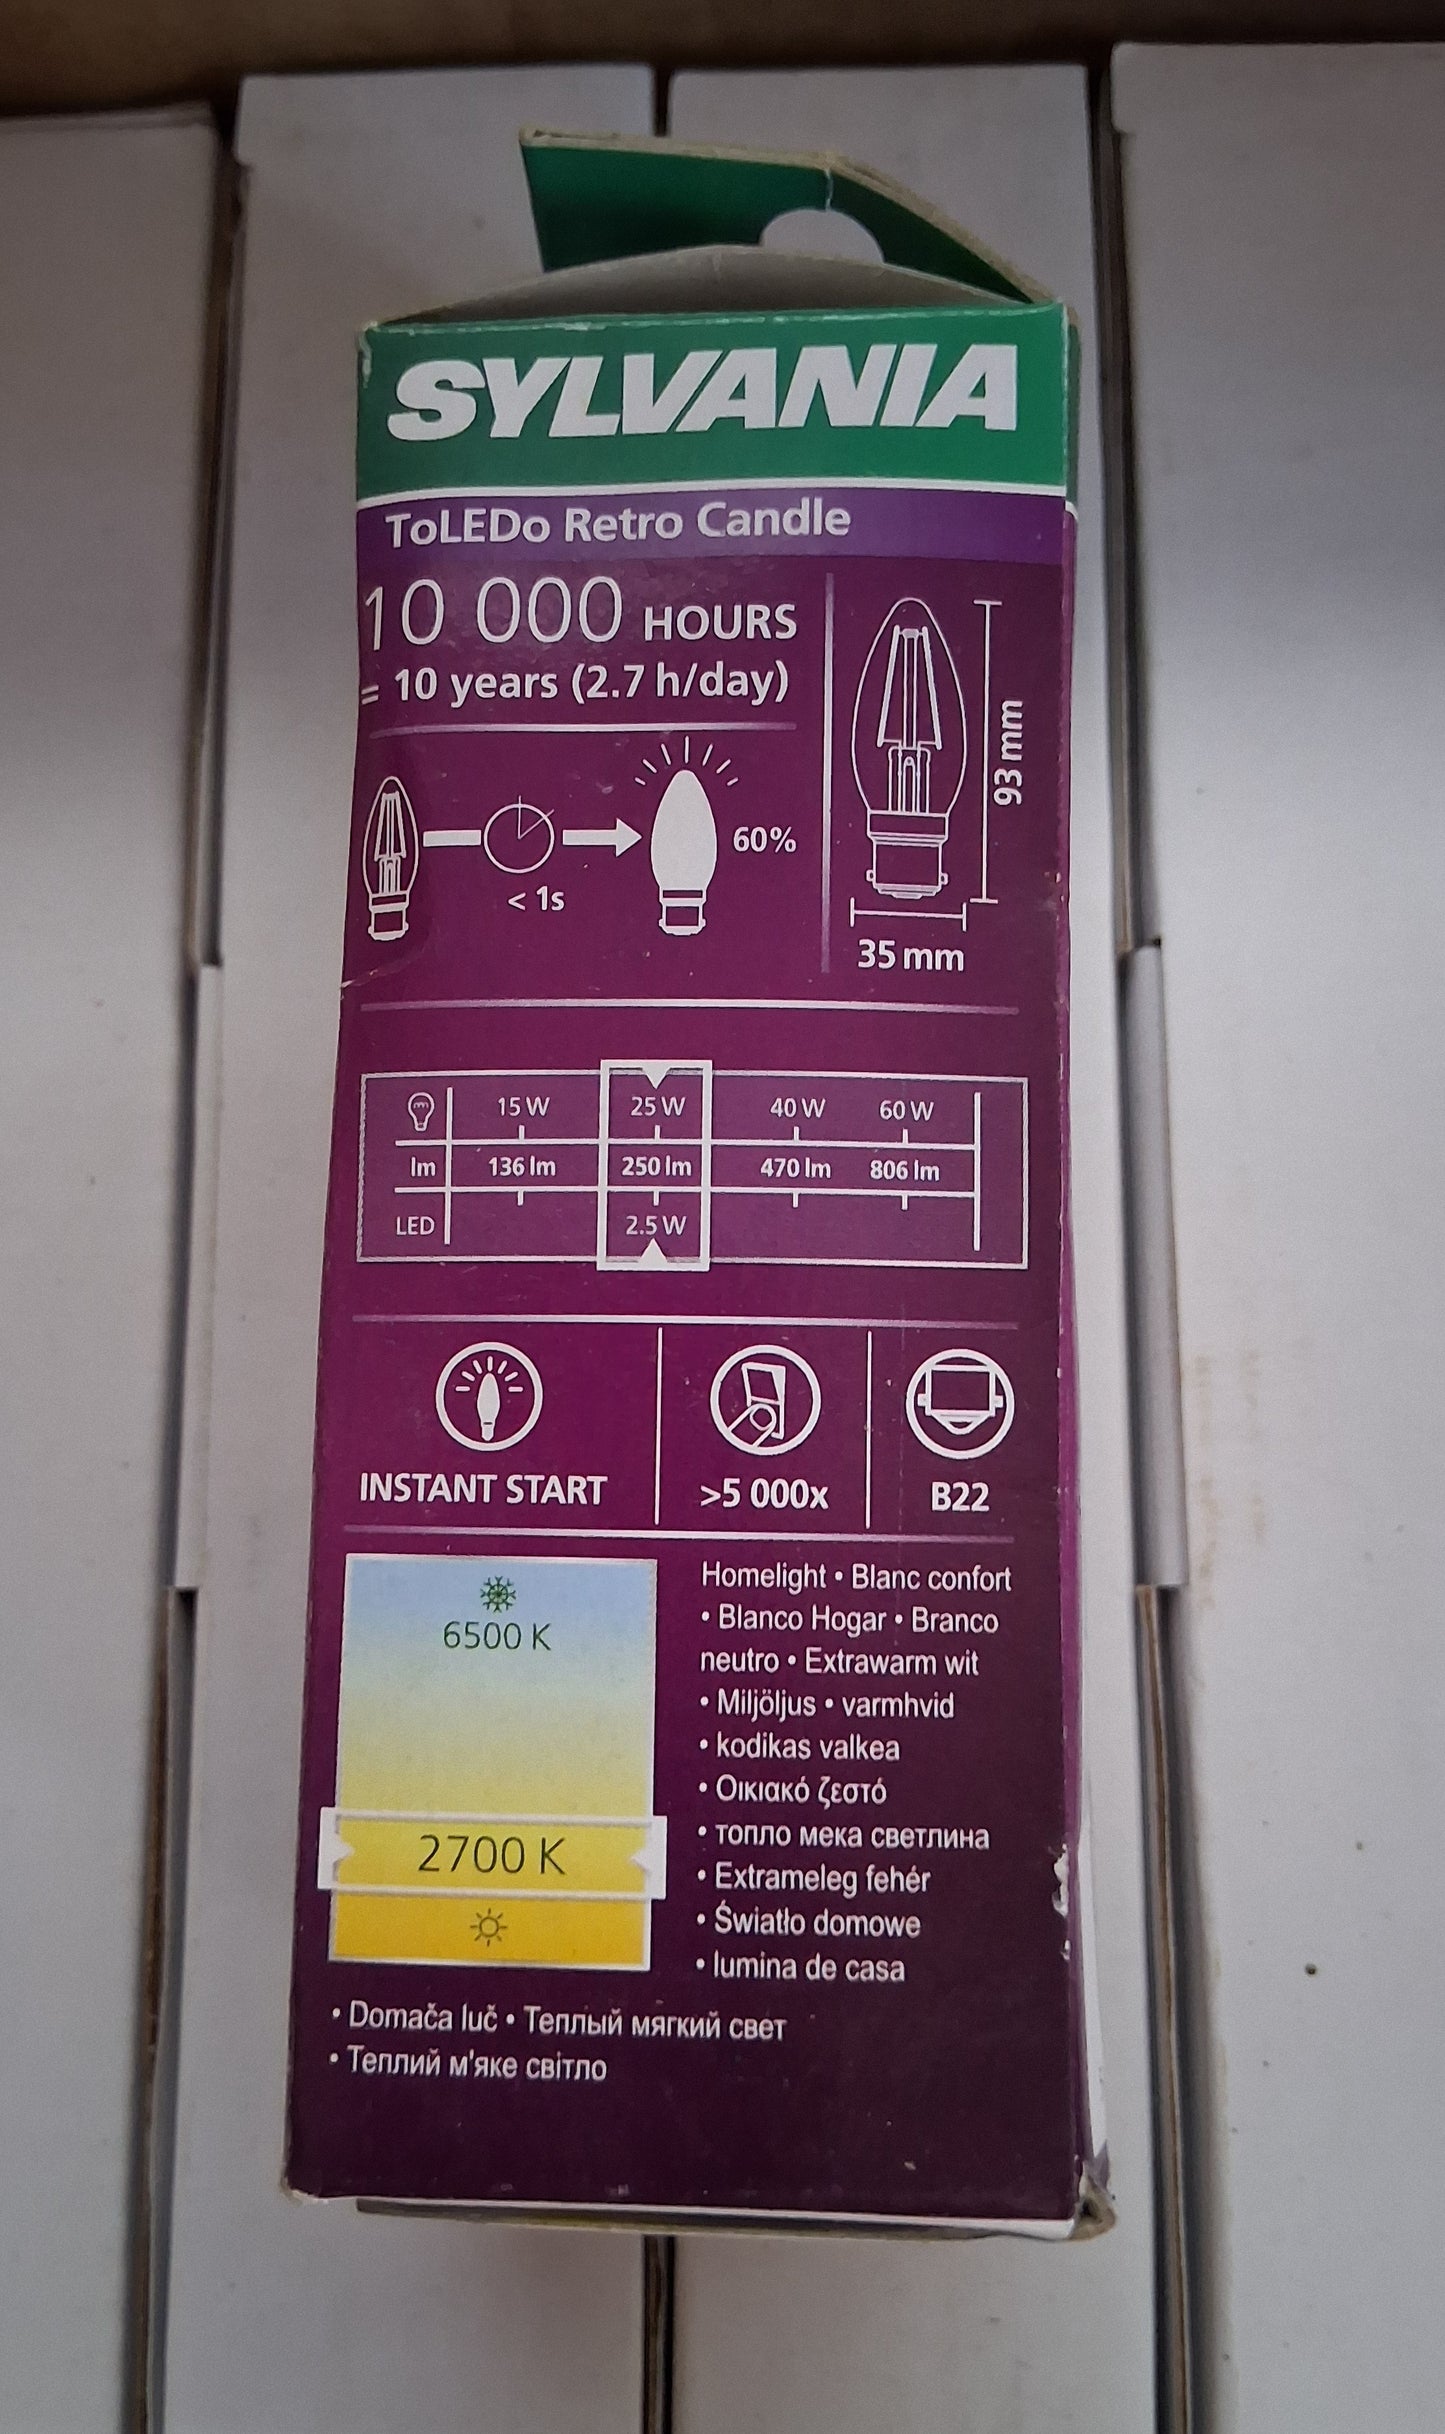 SYLVANIA
ToLEDo Retro Candle
10 000 HOURS
= 10 years (2.7 h/day)
93 mm
60%
< 1s
35 mm
15 W 25 W 40 W 60 W
lm 136 lm 250 lm 470 lm 806 lm
LED 2.5 W
INSTANT START >5 000x B22
6500 K
2700 K
Homelight • Blanc confort
• Blanco Hogar • Branco
neutro • Extrawarm wit
• Miljöljus • varmhvid
• kodikas valkea
• Οικιακό ζεστό
• топло мека светлина
• Extrameleg fehér
• Światło domowe
• lumina de casa
• Domača luč • Теплый мягкий свет
• Теплий м'яке світло